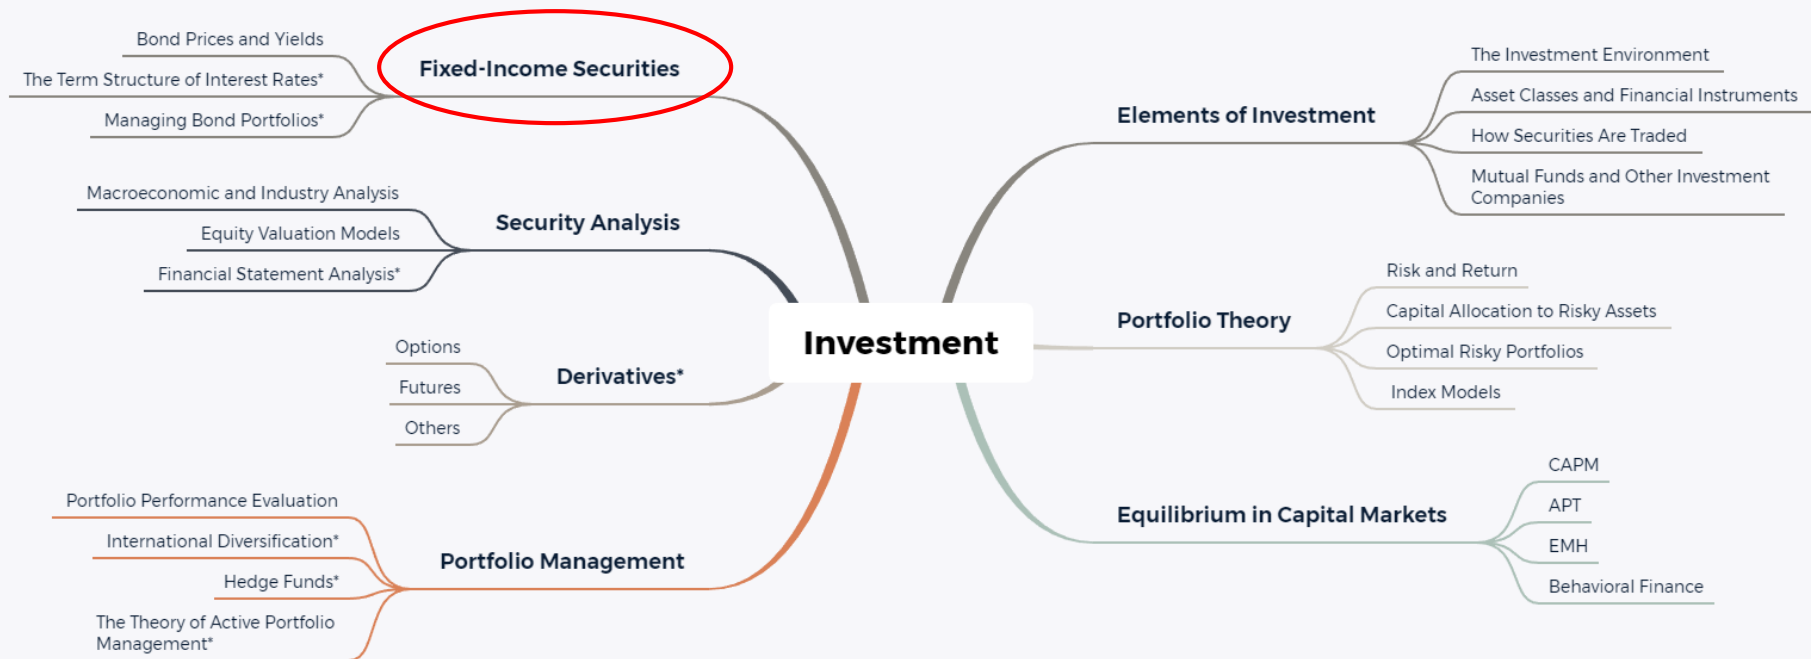 Investment
Fixed-Income Securities
Bond Prices and Yields
The Term Structure of Interest Rates*
Managing Bond Portfolios*
Security Analysis
Macroeconomic and Industry Analysis
Equity Valuation Models
Financial Statement Analysis*
Derivatives*
Options
Futures
Others
Portfolio Management
Portfolio Performance Evaluation
International Diversification*
Hedge Funds*
The Theory of Active Portfolio
Management*
Elements of Investment
The Investment Environment
Asset Classes and Financial Instruments
How Securities Are Traded
Mutual Funds and Other Investment
Companies
Portfolio Theory
Risk and Return
Capital Allocation to Risky Assets
Optimal Risky Portfolios
Index Models
Equilibrium in Capital Markets
CAPM
APT
EMH
Behavioral Finance